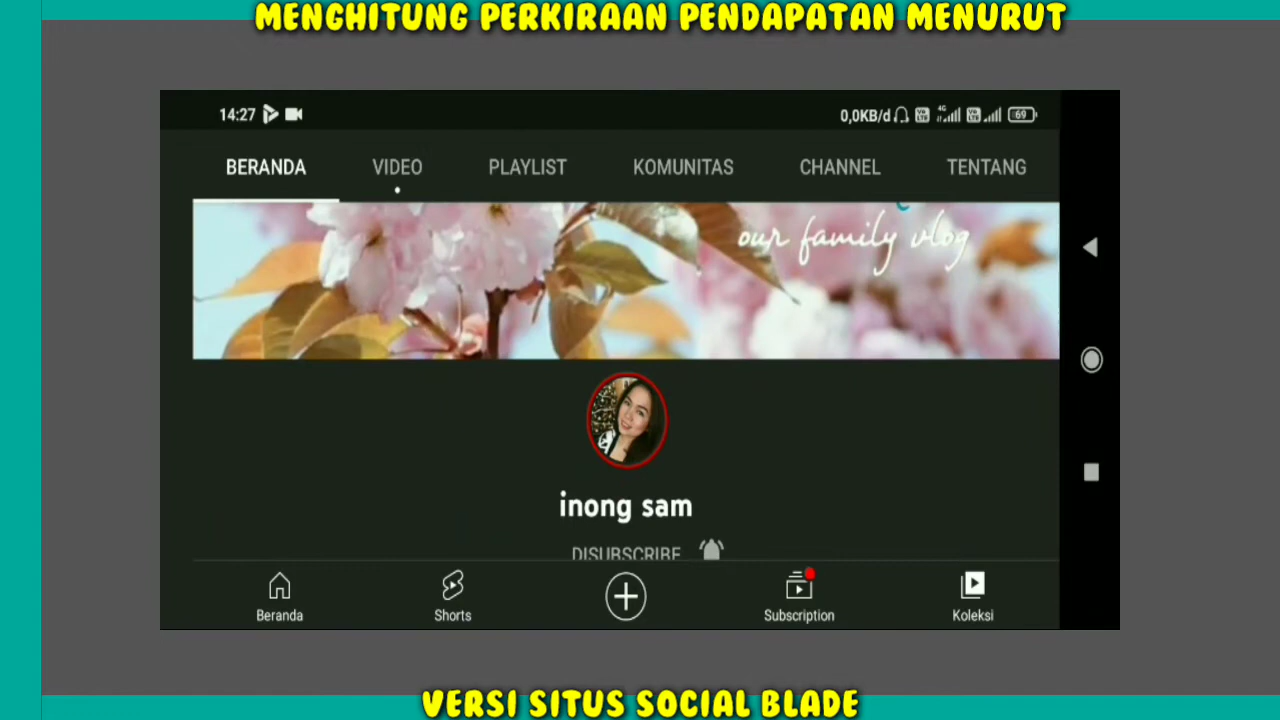 MENGHITUNG PERKIRAAN PENDAPATAN MENURUT
14:27 0,0KB/d 4G 69
BERANDA VIDEO PLAYLIST KOMUNITAS CHANNEL TENTANG
our family vlog
inong sam
DISUBSCRIBE
Beranda Shorts Subscription Koleksi
VERSI SITUS SOCIAL BLADE